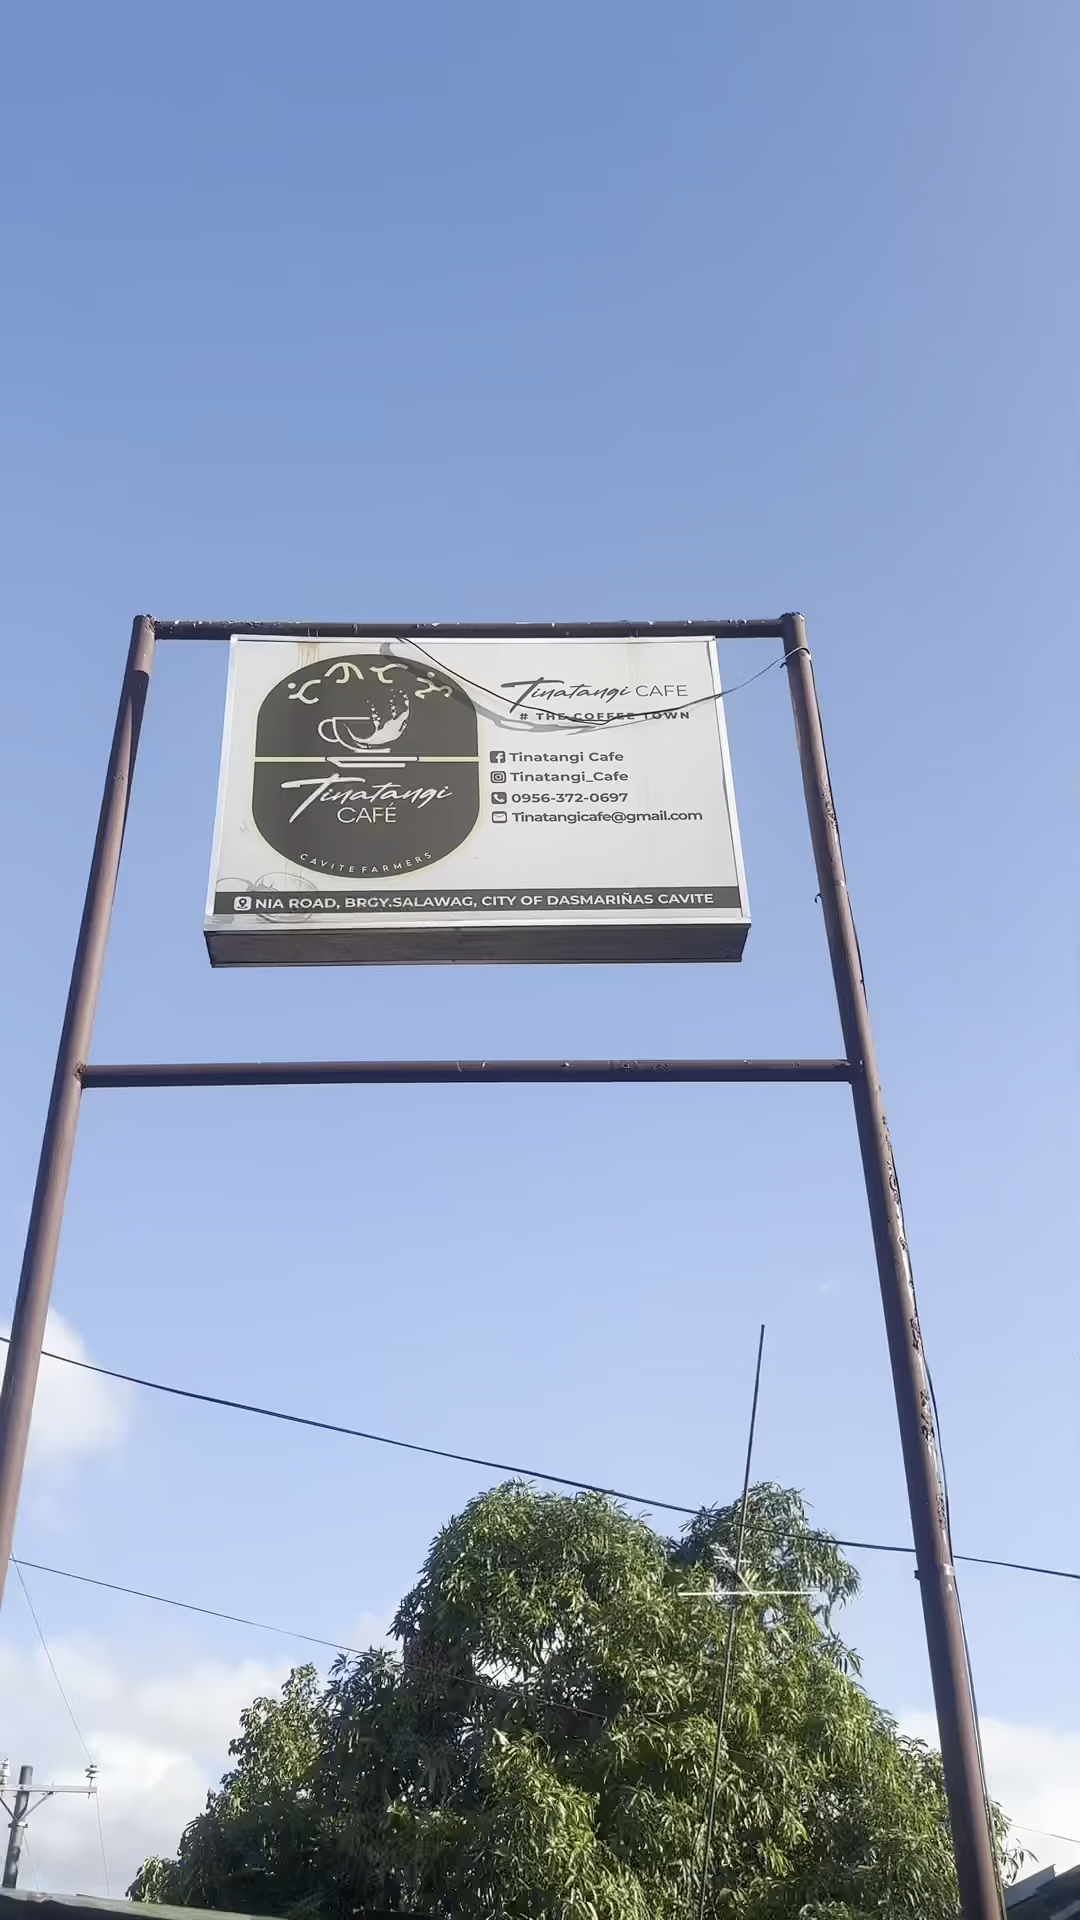 ᜆᜒᜈᜆᜅᜒ
Tinatangi
CAFÉ
CAVITE FARMERS
Tinatangi CAFE
# THE COFFEE TOWN
Tinatangi Cafe
Tinatangi_Cafe
0956-372-0697
Tinatangicafe@gmail.com
NIA ROAD, BRGY.SALAWAG, CITY OF DASMARIÑAS CAVITE